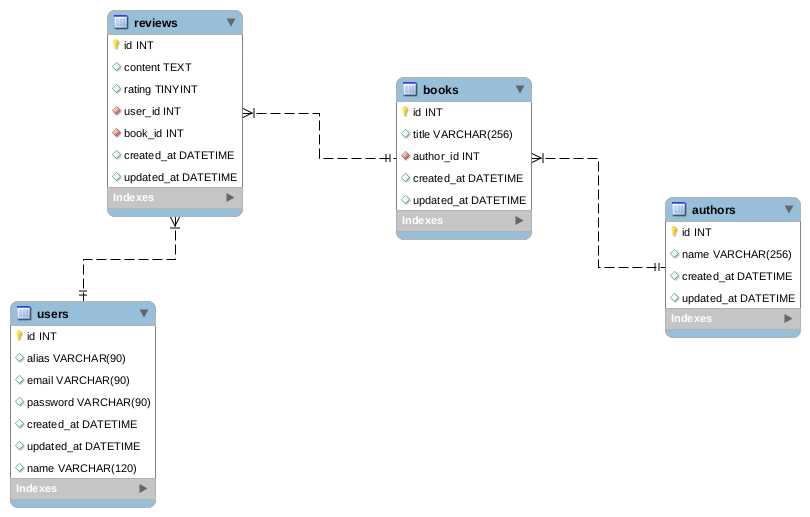 reviews
id INT
content TEXT
rating TINYINT
user_id INT
book_id INT
created_at DATETIME
updated_at DATETIME
Indexes
books
id INT
title VARCHAR(256)
author_id INT
created_at DATETIME
updated_at DATETIME
Indexes
authors
id INT
name VARCHAR(256)
created_at DATETIME
updated_at DATETIME
Indexes
users
id INT
alias VARCHAR(90)
email VARCHAR(90)
password VARCHAR(90)
created_at DATETIME
updated_at DATETIME
name VARCHAR(120)
Indexes